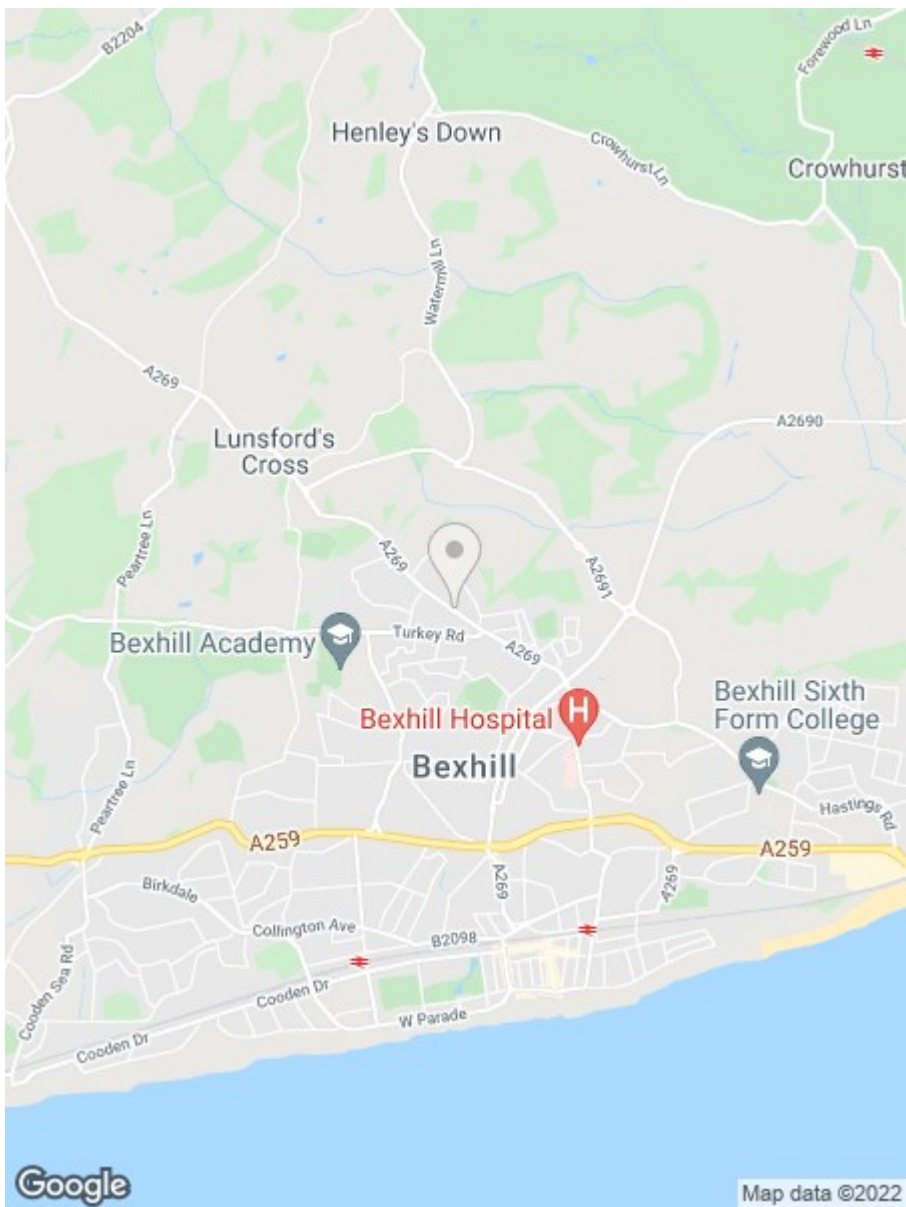 B2204
Forewood Ln
Henley's Down
Crowhurst Ln
Crowhurst
Watermill Ln
A269
A2690
Lunsford's
Cross
Peartree Ln
A269
A2691
Turkey Rd
Bexhill Academy
A269
Bexhill Sixth
Form College
Bexhill Hospital
H
Bexhill
Peartree Ln
Hastings Rd
A259
A259
Birkdale
A269
A269
Collington Ave
B2098
Cooden Sea Rd
Cooden Dr
W Parade
Cooden Dr
Google
Map data ©2022